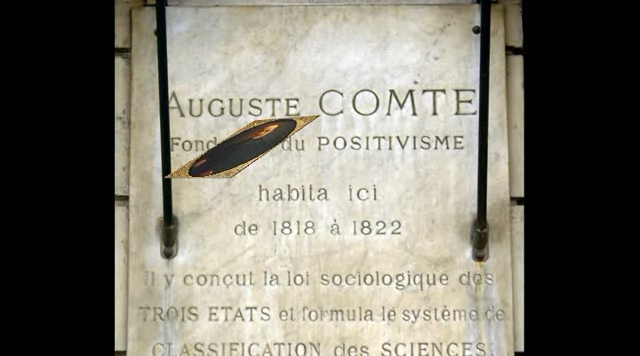 AUGUSTE COMTE
Fond du POSITIVISME
habita ici
de 1818 à 1822
il y conçut la loi sociologique des
TROIS ETATS et formula le système de
CLASSIFICATION des SCIENCES